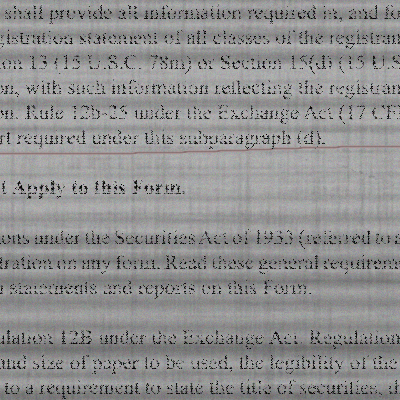 shall provide all information required in, and fo
gistration statement of all classes of the registran
on 13 (15 U.S.C. 78m) or Section 15(d) (15 U.S
on, with such information reflecting the registran
on. Rule 12b-25 under the Exchange Act (17 CF
rt required under this subparagraph (d).
t Apply to this Form.
ons under the Securities Act of 1933 (referred to a
tration on any form. Read these general requireme
n statements and reports on this Form.
ulation 12B under the Exchange Act. Regulation
and size of paper to be used, the legibility of the
to a requirement to state the title of securities, th